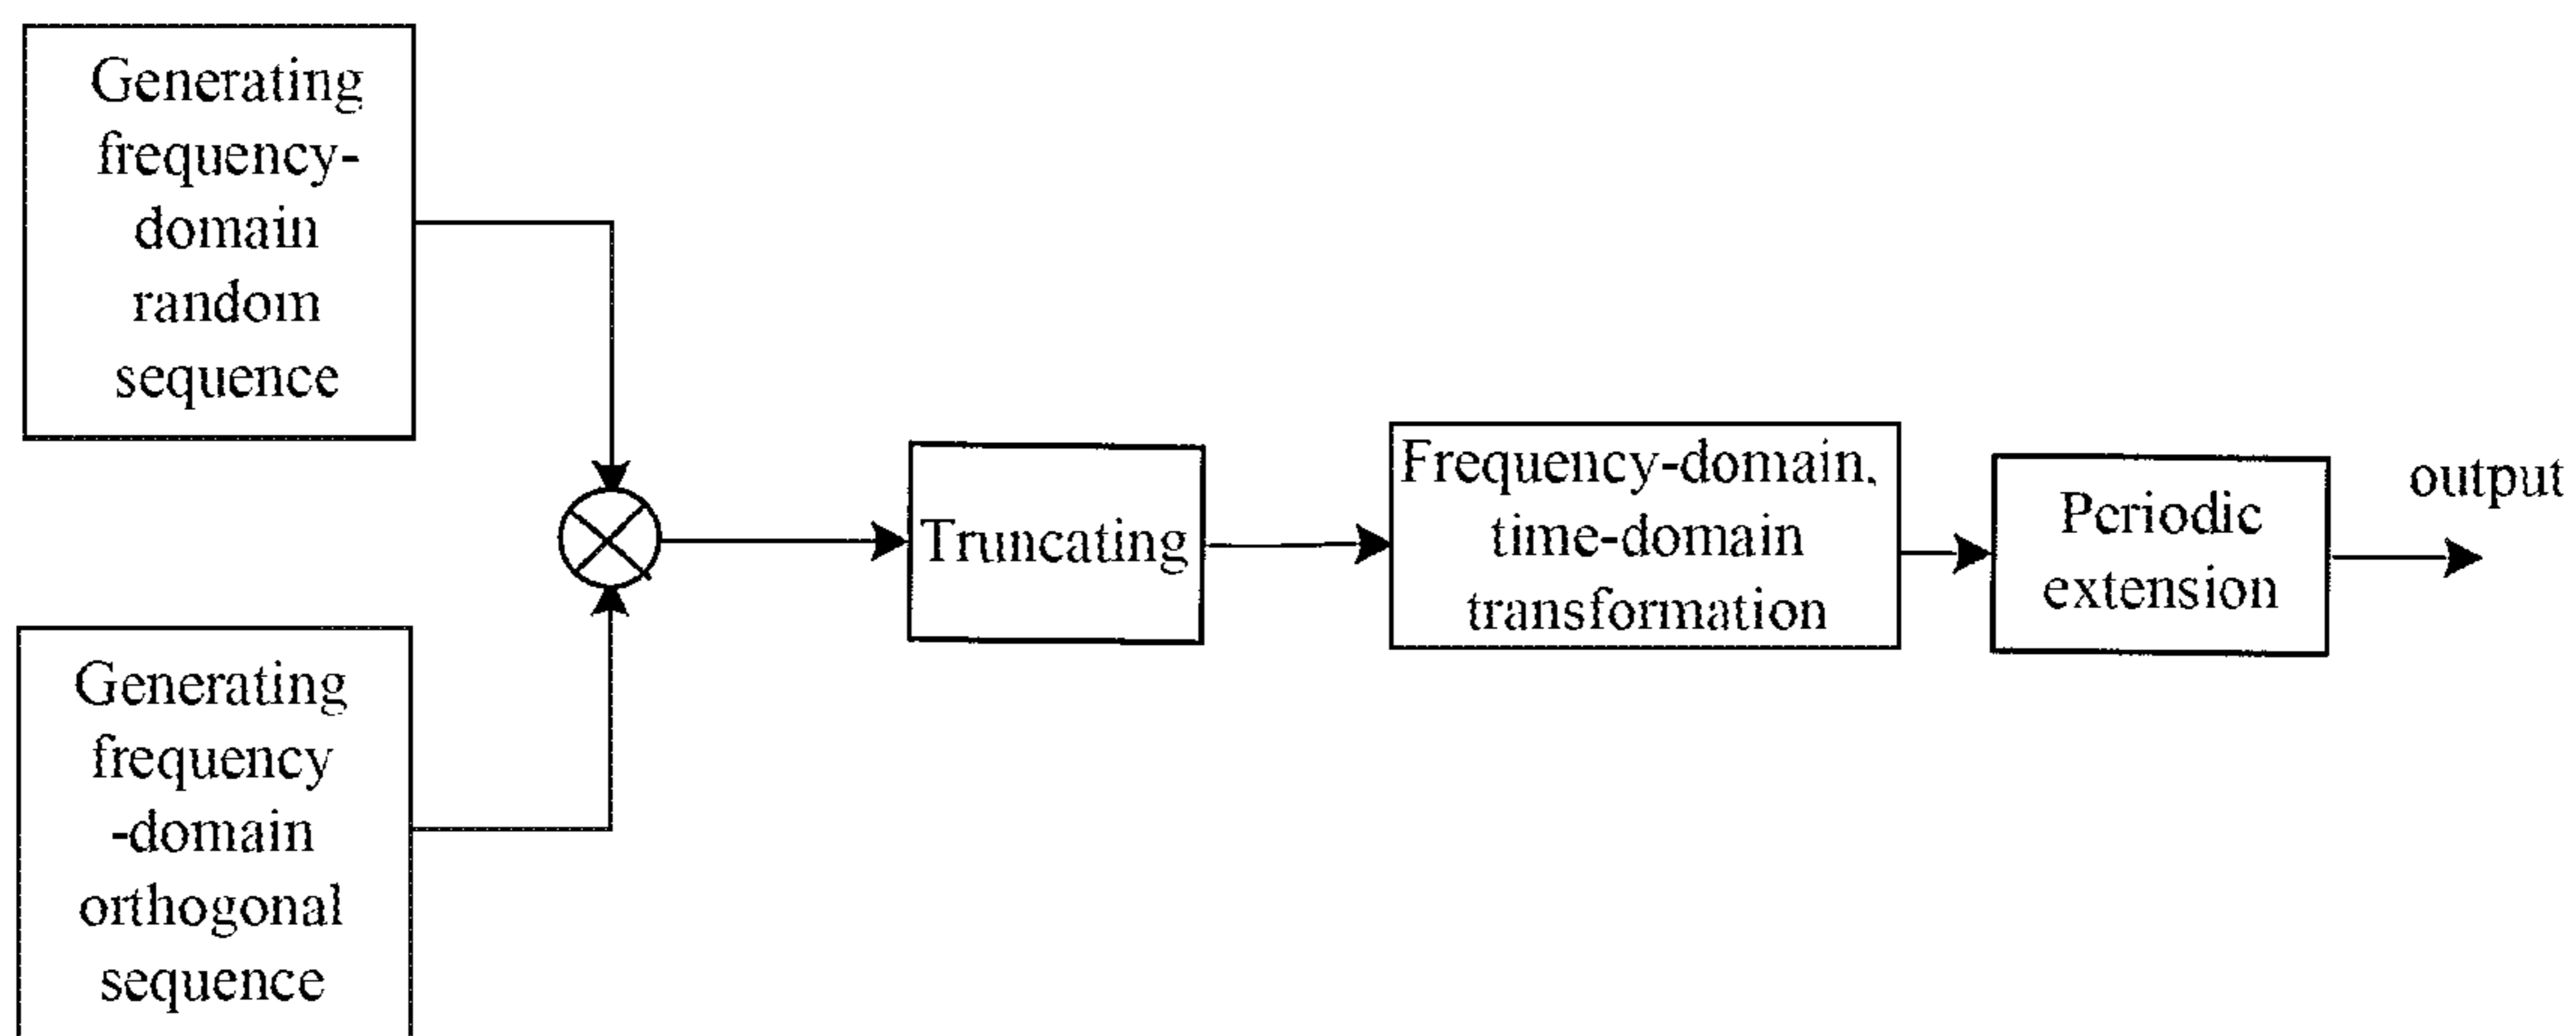 Generating
frequency-
domain
random
sequence
Generating
frequency
-domain
orthogonal
sequence
Truncating
Frequency-domain,
time-domain
transformation
Periodic
extension
output